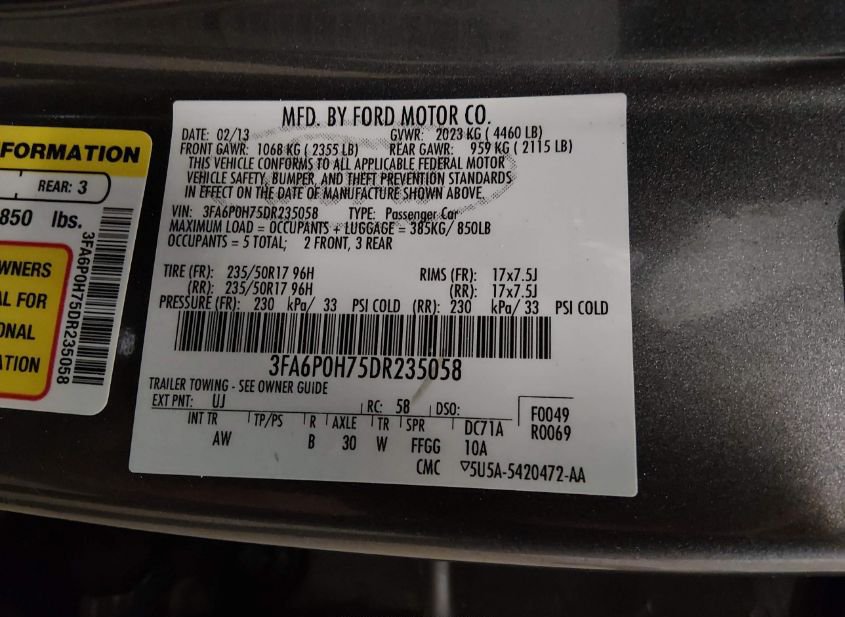 FORMATION
REAR: 3
850 lbs.
WNERS
AL FOR
ONAL
ATION
3FA6P0H75DR235058
MFD. BY FORD MOTOR CO.
DATE: 02/13 GVWR: 2023 KG ( 4460 LB)
FRONT GAWR: 1068 KG ( 2355 LB) REAR GAWR: 959 KG ( 2115 LB)
THIS VEHICLE CONFORMS TO ALL APPLICABLE FEDERAL MOTOR
VEHICLE SAFETY, BUMPER, AND THEFT PREVENTION STANDARDS
IN EFFECT ON THE DATE OF MANUFACTURE SHOWN ABOVE.
VIN: 3FA6P0H75DR235058 TYPE: Passenger Car
MAXIMUM LOAD = OCCUPANTS + LUGGAGE = 385KG/ 850LB
OCCUPANTS = 5 TOTAL; 2 FRONT, 3 REAR
TIRE (FR): 235/50R17 96H RIMS (FR): 17x7.5J
(RR): 235/50R17 96H (RR): 17x7.5J
PRESSURE (FR): 230 kPa/ 33 PSI COLD (RR): 230 kPa/ 33 PSI COLD
3FA6P0H75DR235058
TRAILER TOWING - SEE OWNER GUIDE
EXT PNT: UJ RC: 58 DSO: F0049
INT TR TP/PS R AXLE TR SPR DC71A R0069
AW B 30 W FFGG 10A
CMC ▽5U5A-5420472-AA